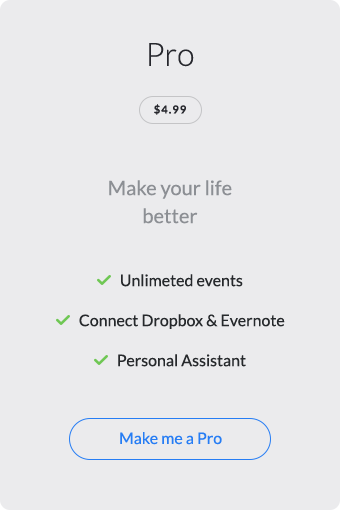 Pro
$4.99
Make your life
better
Unlimeted events
Connect Dropbox & Evernote
Personal Assistant
Make me a Pro